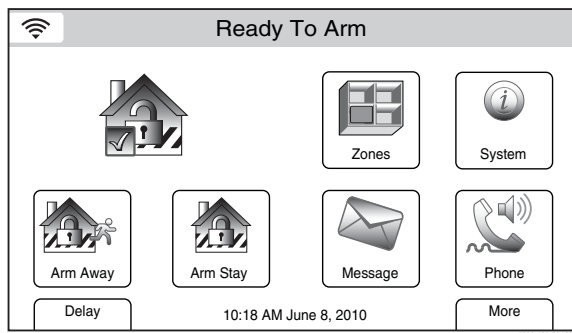 Ready To Arm
Zones
System
Arm Away
Arm Stay
Message
Phone
Delay
10:18 AM June 8, 2010
More